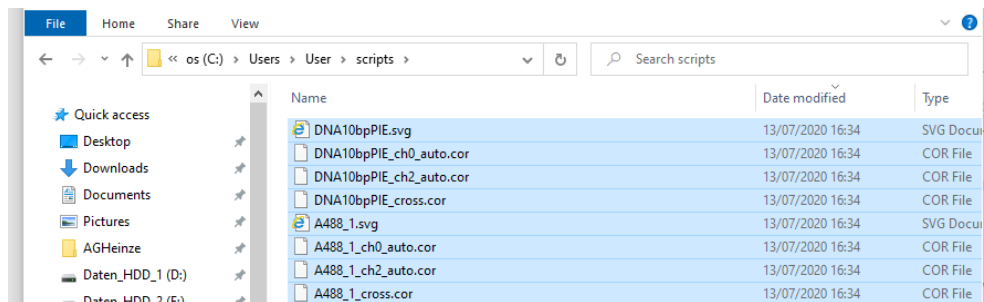 File Home Share View
« os (C:) › Users › User › scripts › Search scripts
Name Date modified Type
Quick access
DNA10bpPIE.svg 13/07/2020 16:34 SVG Docu
Desktop
DNA10bpPIE_ch0_auto.cor 13/07/2020 16:34 COR File
Downloads
DNA10bpPIE_ch2_auto.cor 13/07/2020 16:34 COR File
Documents
DNA10bpPIE_cross.cor 13/07/2020 16:34 COR File
Pictures
A488_1.svg 13/07/2020 16:34 SVG Docu
AGHeinze
A488_1_ch0_auto.cor 13/07/2020 16:34 COR File
Daten_HDD_1 (D:)
A488_1_ch2_auto.cor 13/07/2020 16:34 COR File
Daten_HDD_2
A488_1_cross.cor 13/07/2020 16:34 COR File